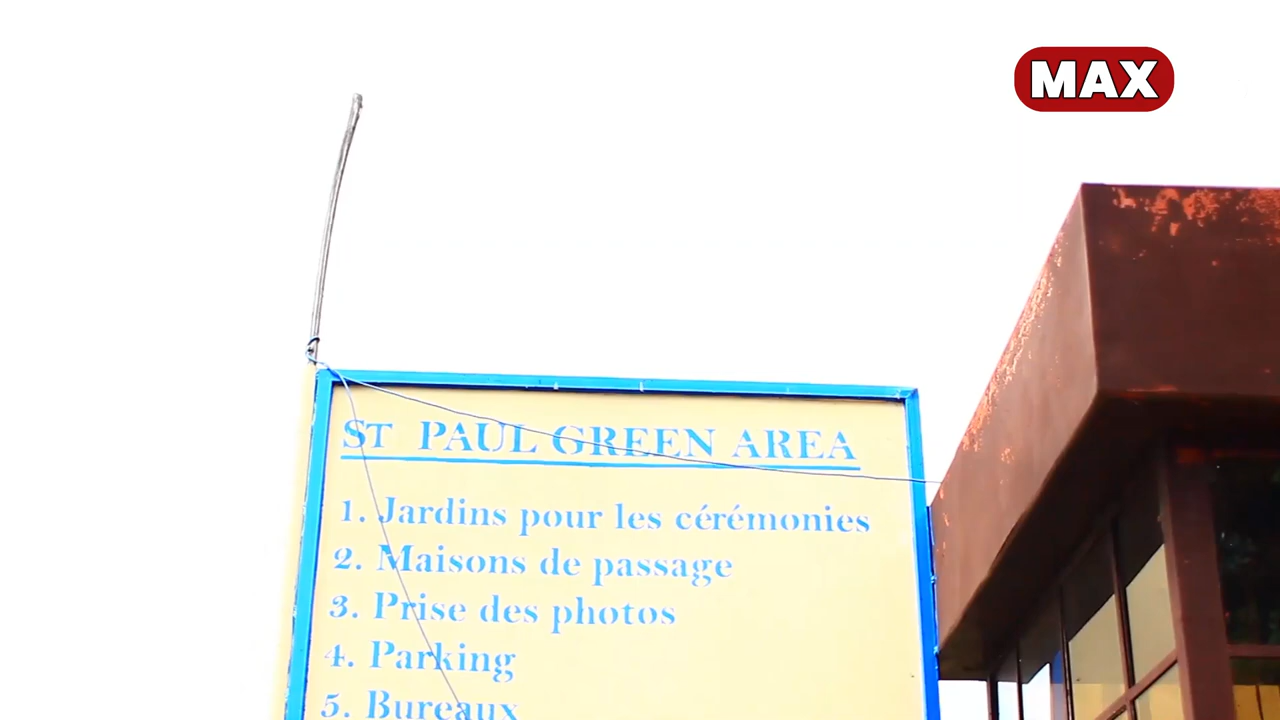 MAX
ST PAUL GREEN AREA
1. Jardins pour les cérémonies
2. Maisons de passage
3. Prise des photos
4. Parking
5. Bureaux